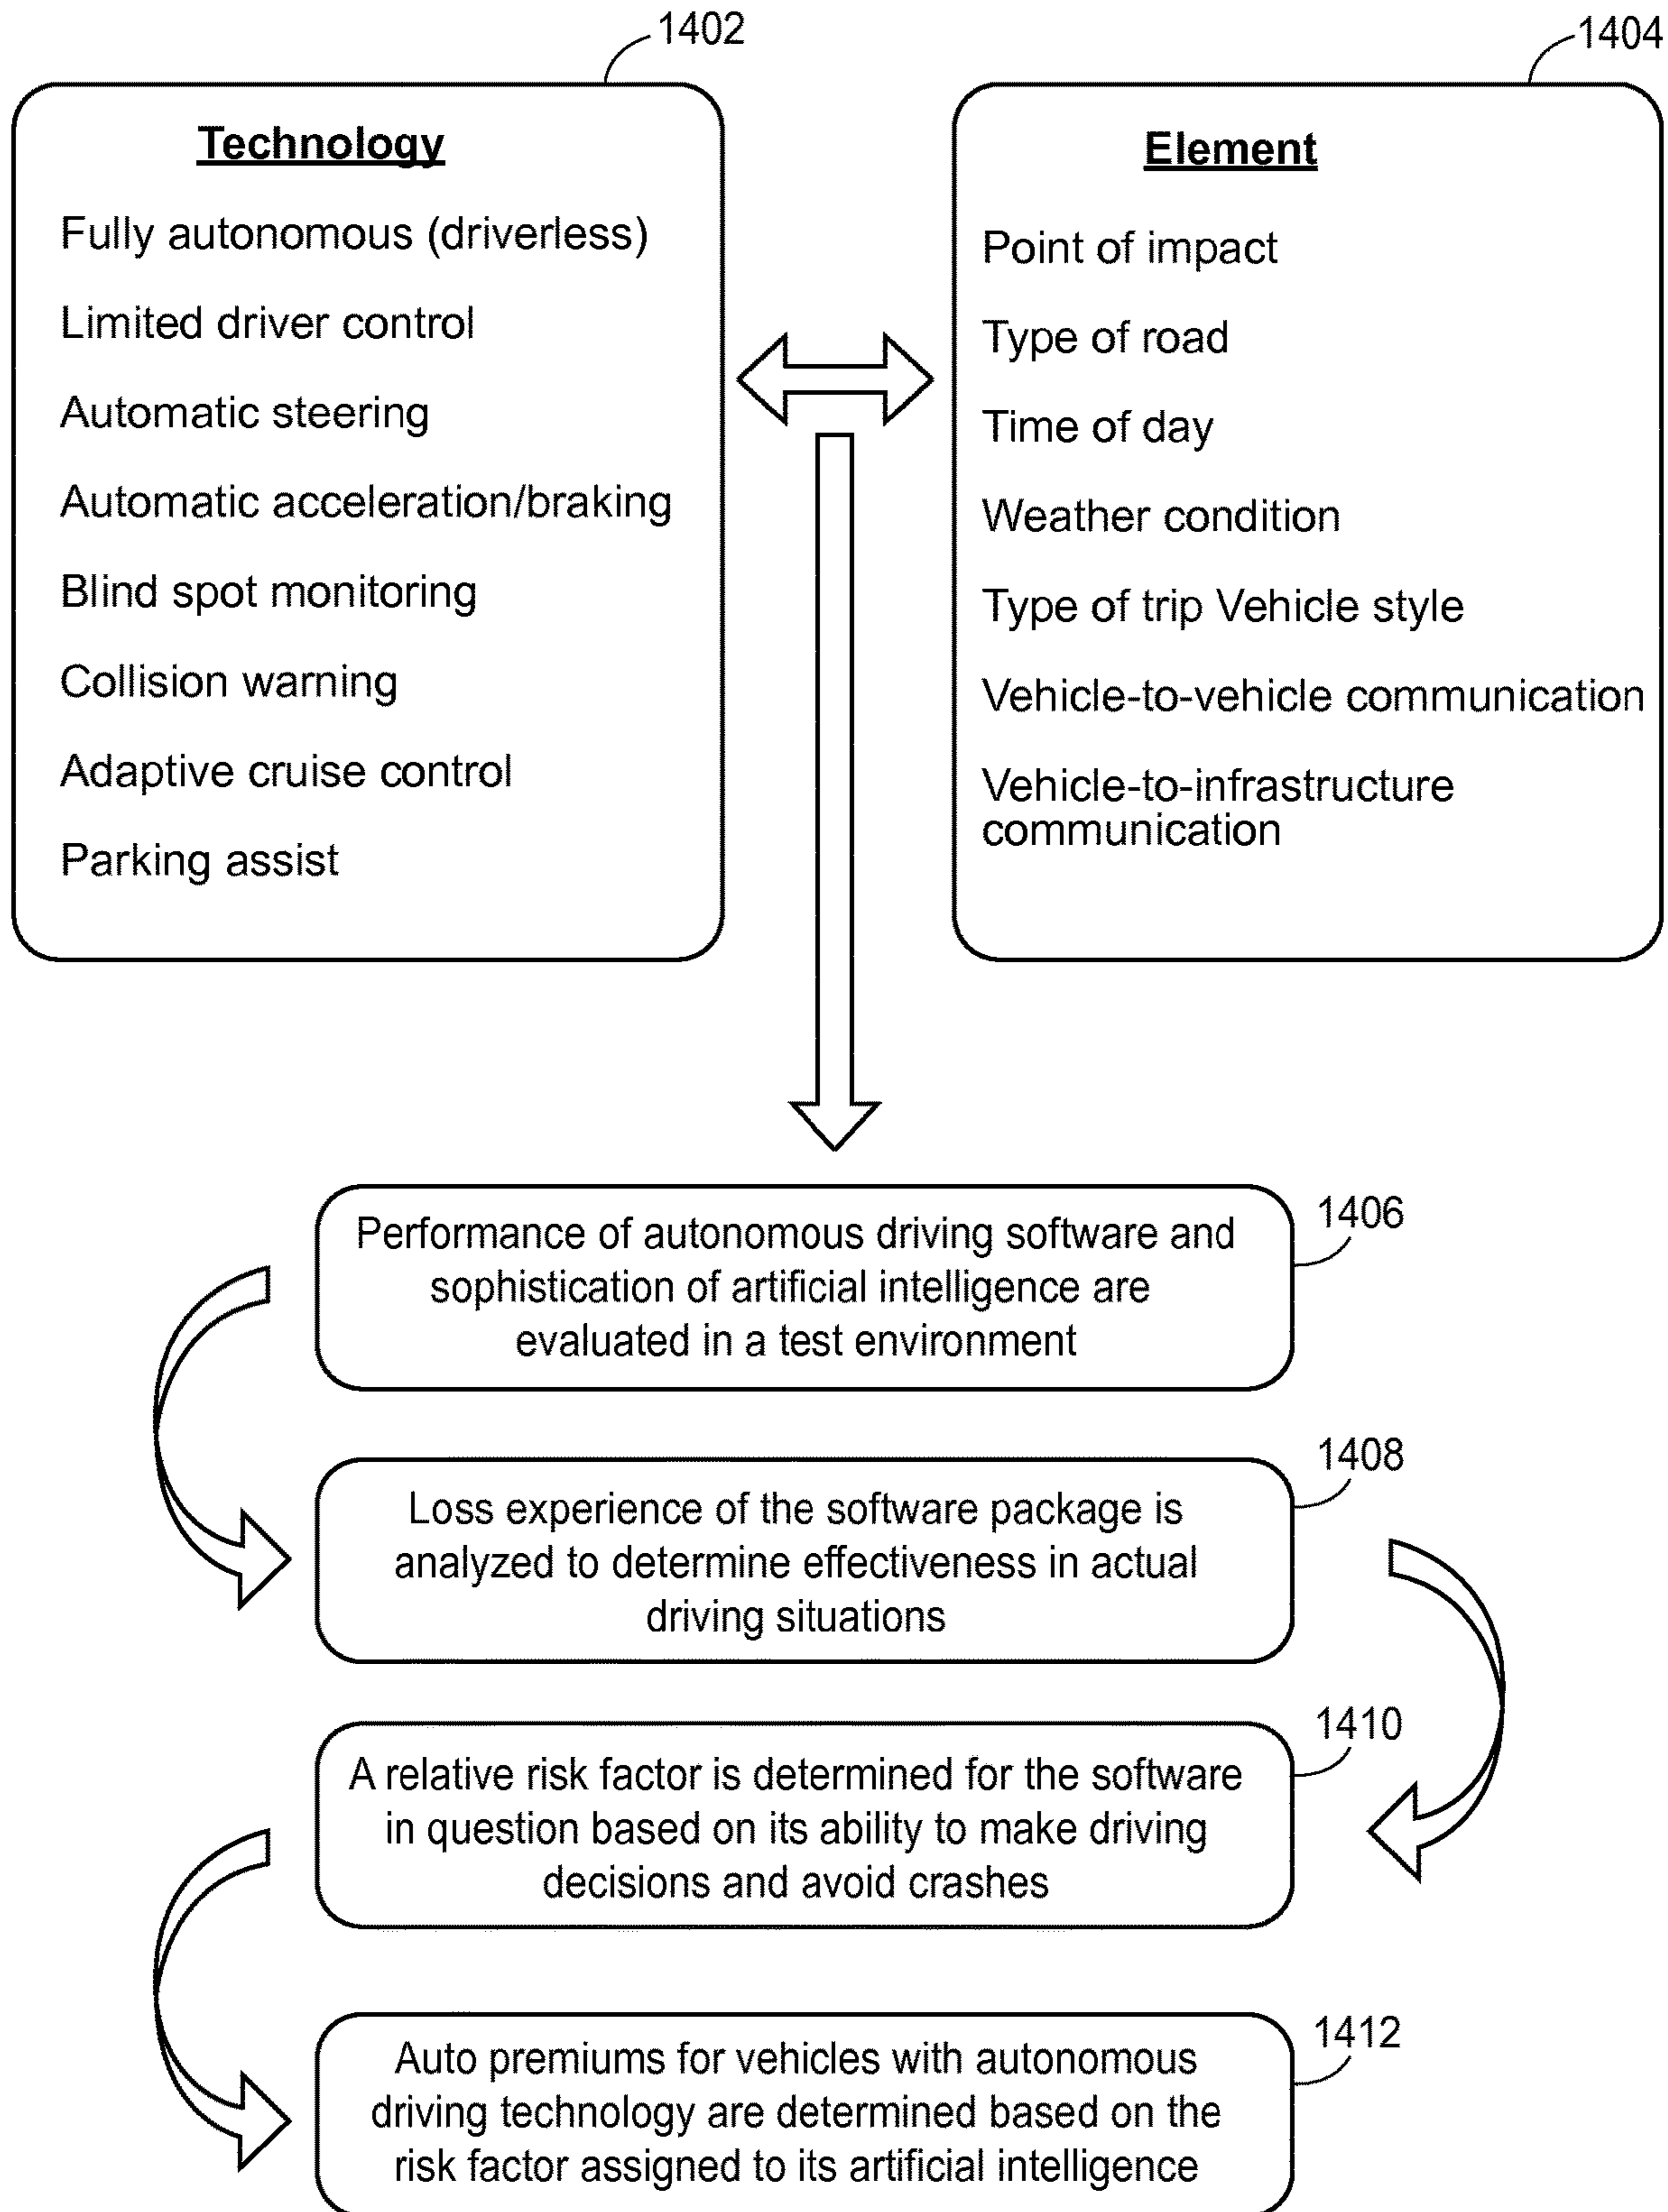 1402
Technology
Fully autonomous (driverless)
Limited driver control
Automatic steering
Automatic acceleration/braking
Blind spot monitoring
Collision warning
Adaptive cruise control
Parking assist
1404
Element
Point of impact
Type of road
Time of day
Weather condition
Type of trip Vehicle style
Vehicle-to-vehicle communication
Vehicle-to-infrastructure
communication
1406
Performance of autonomous driving software and
sophistication of artificial intelligence are
evaluated in a test environment
1408
Loss experience of the software package is
analyzed to determine effectiveness in actual
driving situations
1410
A relative risk factor is determined for the software
in question based on its ability to make driving
decisions and avoid crashes
1412
Auto premiums for vehicles with autonomous
driving technology are determined based on the
risk factor assigned to its artificial intelligence